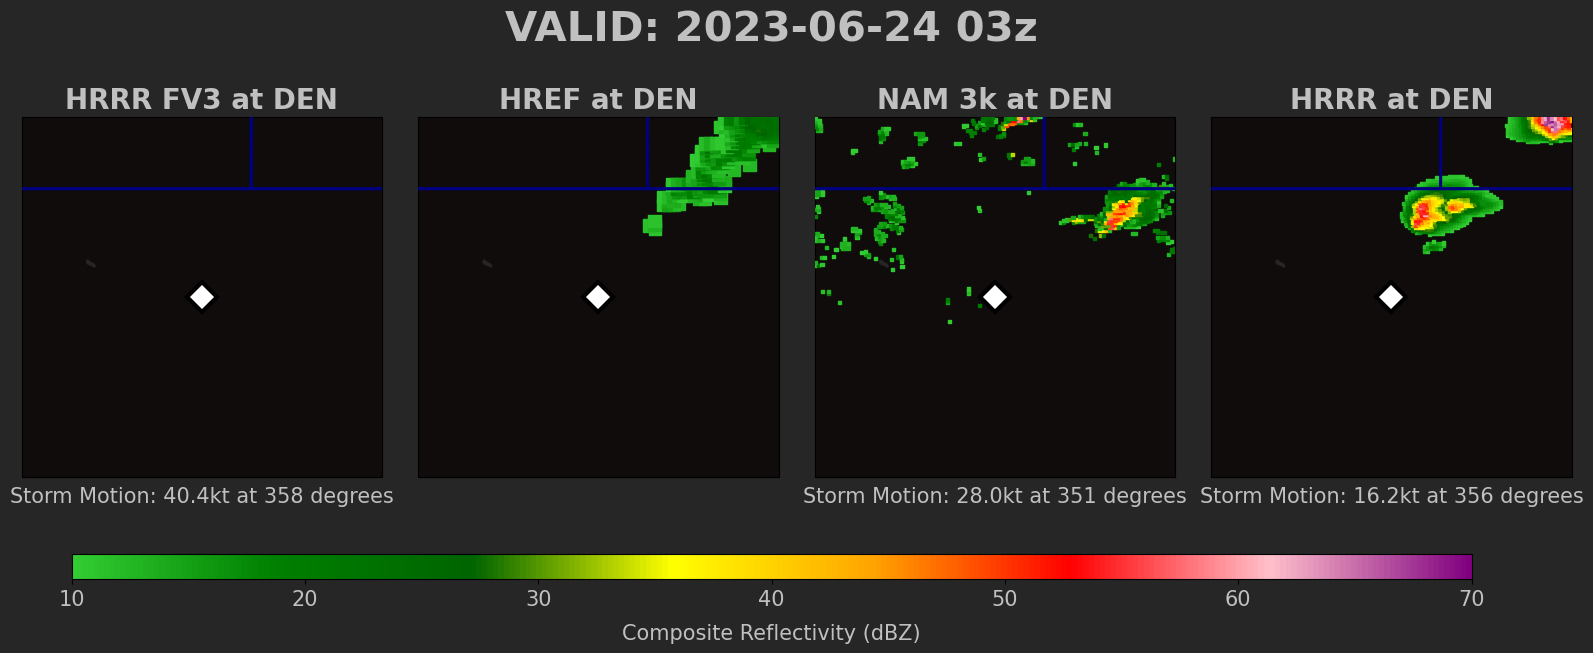 VALID: 2023-06-24 03z
HRRR FV3 at DEN
HREF at DEN
NAM 3k at DEN
HRRR at DEN
Storm Motion: 40.4kt at 358 degrees
Storm Motion: 28.0kt at 351 degrees
Storm Motion: 16.2kt at 356 degrees
10 20 30 40 50 60 70
Composite Reflectivity (dBZ)